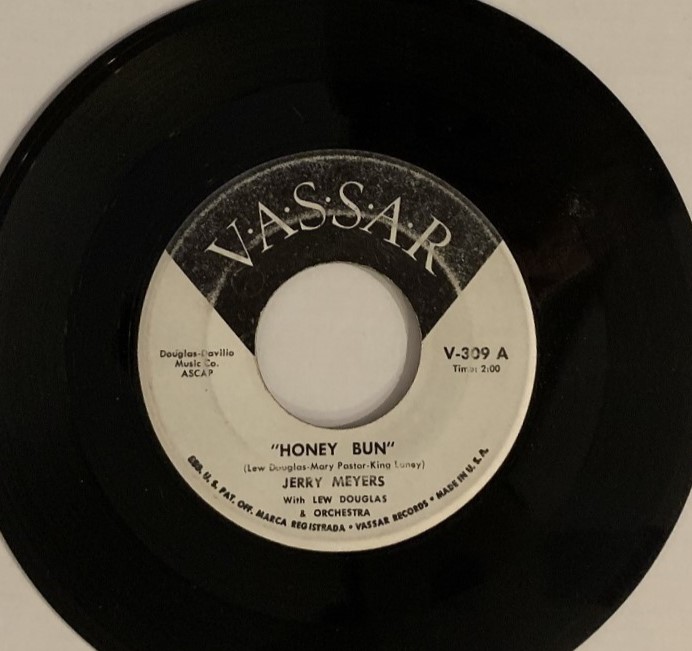 V·A·S·S·A·R
Douglas-Davilio
Music Co.
ASCAP
V-309 A
Time: 2:00
"HONEY BUN"
(Lew Douglas-Mary Pastor-King Laney)
JERRY MEYERS
With LEW DOUGLAS
& ORCHESTRA
U. S. PAT. OFF. MARCA REGISTRADA • VASSAR RECORDS • MADE IN U. S. A.